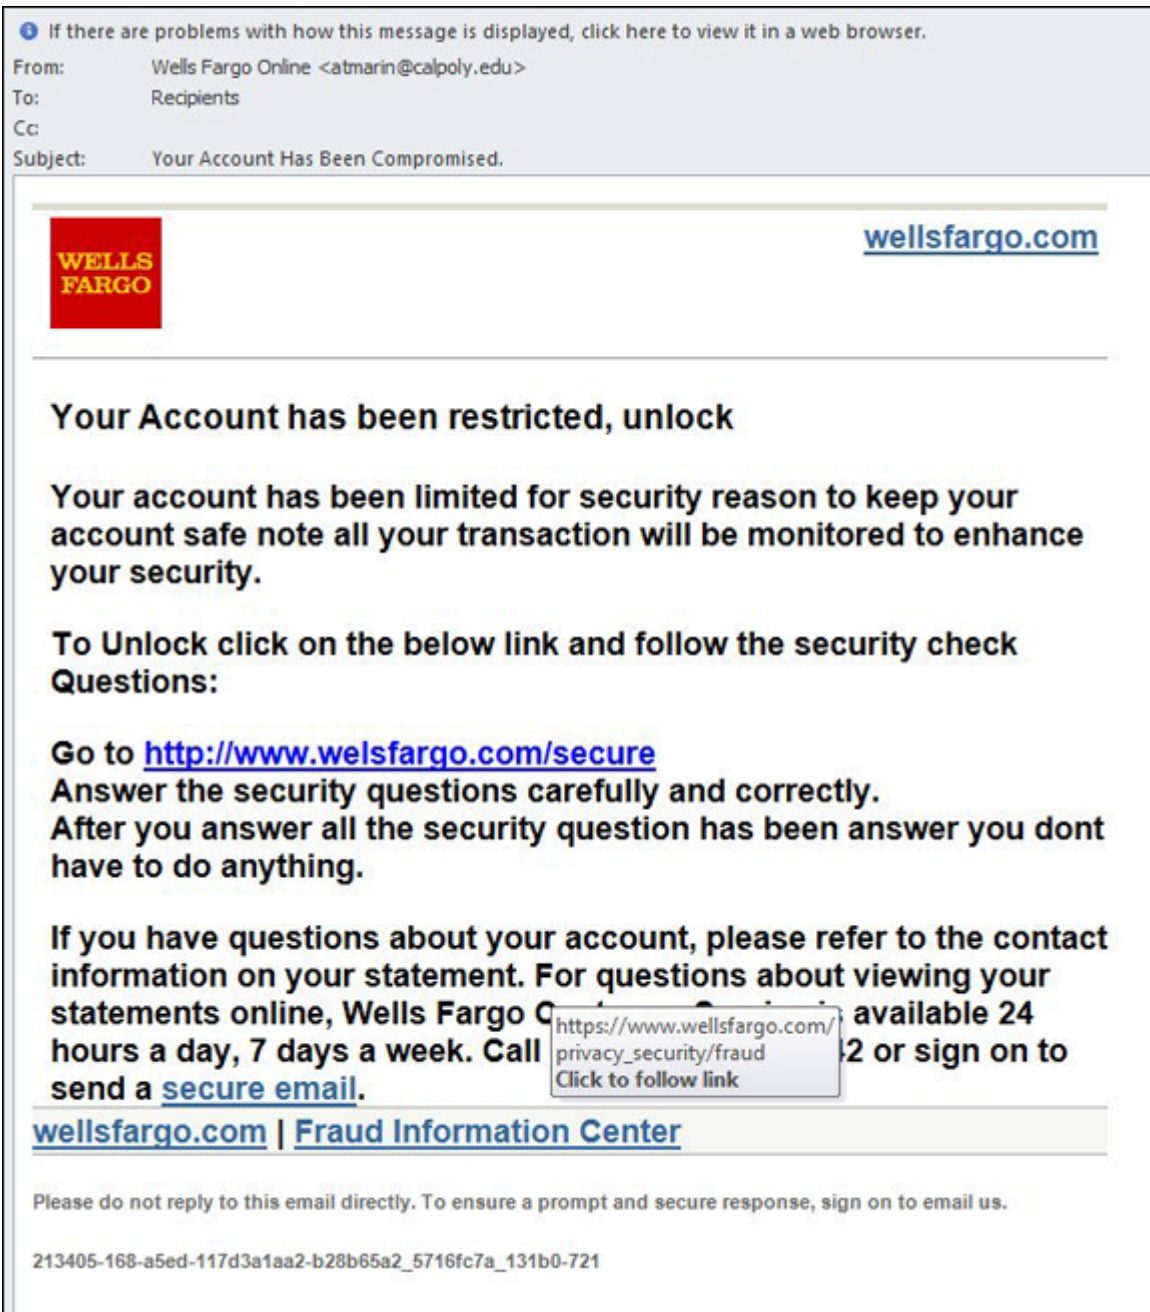 If there are problems with how this message is displayed, click here to view it in a web browser.
From: Wells Fargo Online <atmarin@calpoly.edu>
To: Recipients
Cc:
Subject: Your Account Has Been Compromised.
WELLS
FARGO
wellsfargo.com
Your Account has been restricted, unlock
Your account has been limited for security reason to keep your
account safe note all your transaction will be monitored to enhance
your security.
To Unlock click on the below link and follow the security check
Questions:
Go to http://www.welsfargo.com/secure
Answer the security questions carefully and correctly.
After you answer all the security question has been answer you dont
have to do anything.
If you have questions about your account, please refer to the contact
information on your statement. For questions about viewing your
statements online, Wells Fargo available 24
hours a day, 7 days a week. Call 42 or sign on to
send a secure email.
https://www.wellsfargo.com/
privacy_security/fraud
Click to follow link
wellsfargo.com | Fraud Information Center
Please do not reply to this email directly. To ensure a prompt and secure response, sign on to email us.
213405-168-a5ed-117d3a1aa2-b28b65a2_5716fc7a_131b0-721